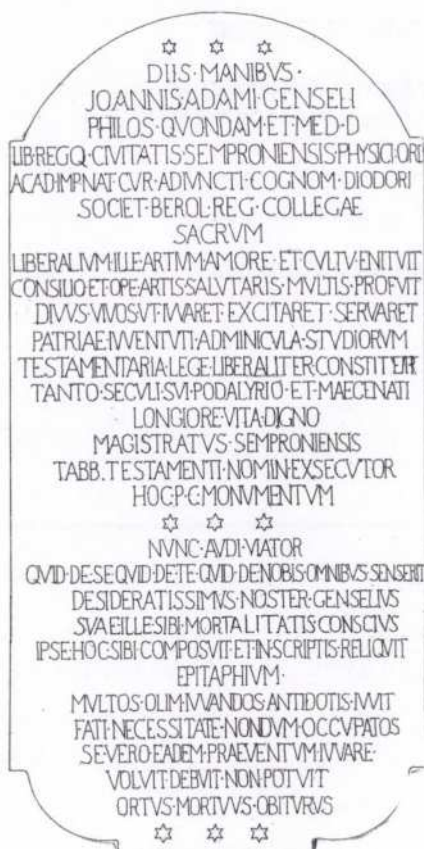 DIIS·MANIBVS·
JOANNIS·ADAMI·GENSELI
PHILOS·QVONDAM·ET·MED·D
LIB·REGQ·CIVITATIS·SEMPRONIENSIS·PHYSICI·ORD
ACAD·IMP·NAT·CVR·ADIVNCTI·COGNOM·DIODORI
SOCIET·BEROL·REG·COLLEGAE
SACRVM
LIBERALIVM·ILLE·ARTIVM·AMORE·ET·CVLTV·ENITVIT
CONSILIO·ET·OPE·ARTIS·SALVTARIS·MVLTIS·PROFVIT
DIVVS·VIVOS·VT·IVVARET·EXCITARET·SERVARET
PATRIAE·IVVENTVTI·ADMINICVLA·STVDIORVM
TESTAMENTARIA·LEGE·LIBERALITER·CONSTITVIT
TANTO·SECVLI·SVI·PODALYRIO·ET·MAECENATI
LONGIORE·VITA·DIGNO
MAGISTRATVS·SEMPRONIENSIS
TABB·TESTAMENTI·NOMIN·EXSECVTOR
HOC·P·C·MONVMENTVM
NVNC·AVDI·VIATOR
QVID·DE·SE·QVID·DE·TE·QVID·DE·NOBIS·OMNIBVS·SENSERIT
DESIDERATISSIMVS·NOSTER·GENSELIVS
SVAE·ILLE·SIBI·MORTALITATIS·CONSCIVS
IPSE·HOC·SIBI·COMPOSVIT·ET·IN·SCRIPTIS·RELIQVIT
EPITAPHIVM·
MVLTOS·OLIM·IVVANDOS·ANTIDOTIS·IVVIT
FATI·NECESSITATE·NONDVM·OCCVPATOS
SE·VERO·EADEM·PRAEVENTVM·IVVARE·
VOLVIT·DEBVIT·NON·POTVIT
ORTVS·MORTVVS·OBITVRVS